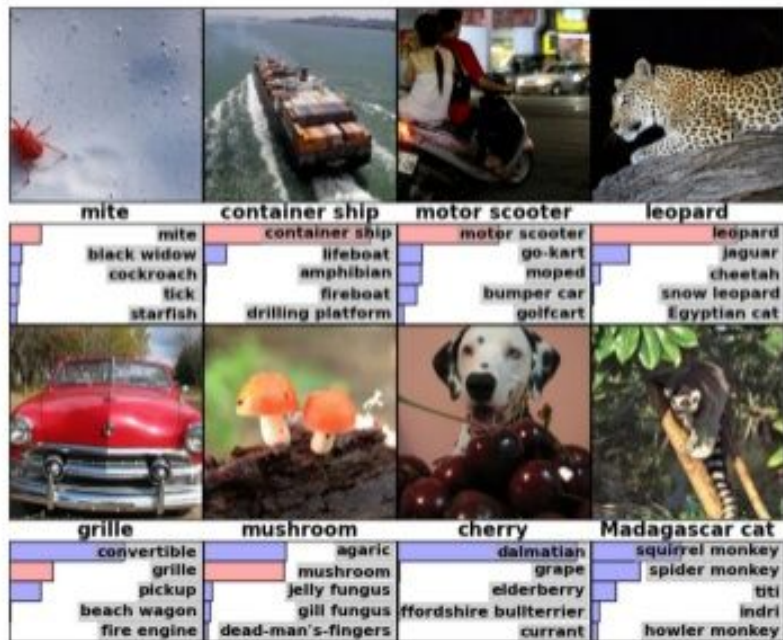 mite
container ship
motor scooter
leopard
mite
black widow
cockroach
tick
starfish
container ship
lifeboat
amphibian
fireboat
drilling platform
motor scooter
go-kart
moped
bumper car
golfcart
leopard
jaguar
cheetah
snow leopard
Egyptian cat
grille
mushroom
cherry
Madagascar cat
convertible
grille
pickup
beach wagon
fire engine
agaric
mushroom
jelly fungus
gill fungus
dead-man's-fingers
dalmatian
grape
elderberry
ffordshire bullterrier
currant
squirrel monkey
spider monkey
titi
indri
howler monkey